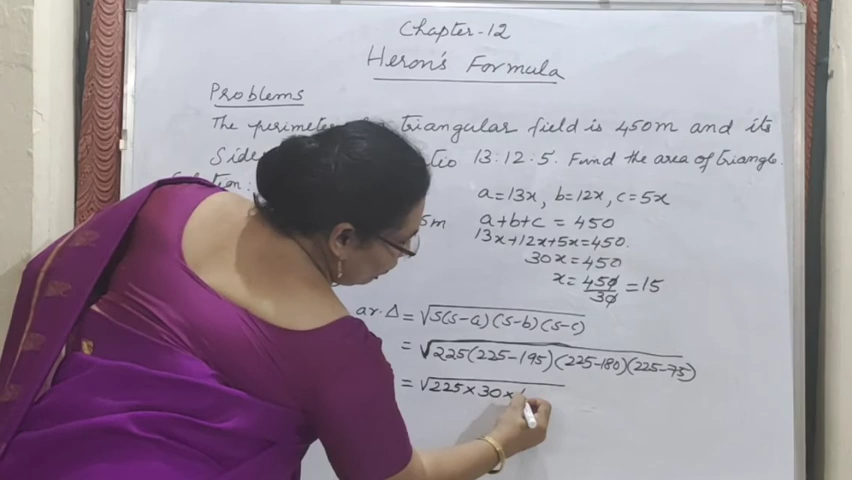 Chapter-12
Heron's Formula
Problems
The perimeter triangular field is 450m and its
Side tio 13:12:5. Find the area of triangle.
Solution:
a=13x, b=12x, c=5x
5m a+b+c = 450
13x+12x+5x=450.
30x=450
x= 450/30 = 15
ar.Δ = √s(s-a)(s-b)(s-c)
= √225(225-195)(225-180)(225-75)
= √225×30×